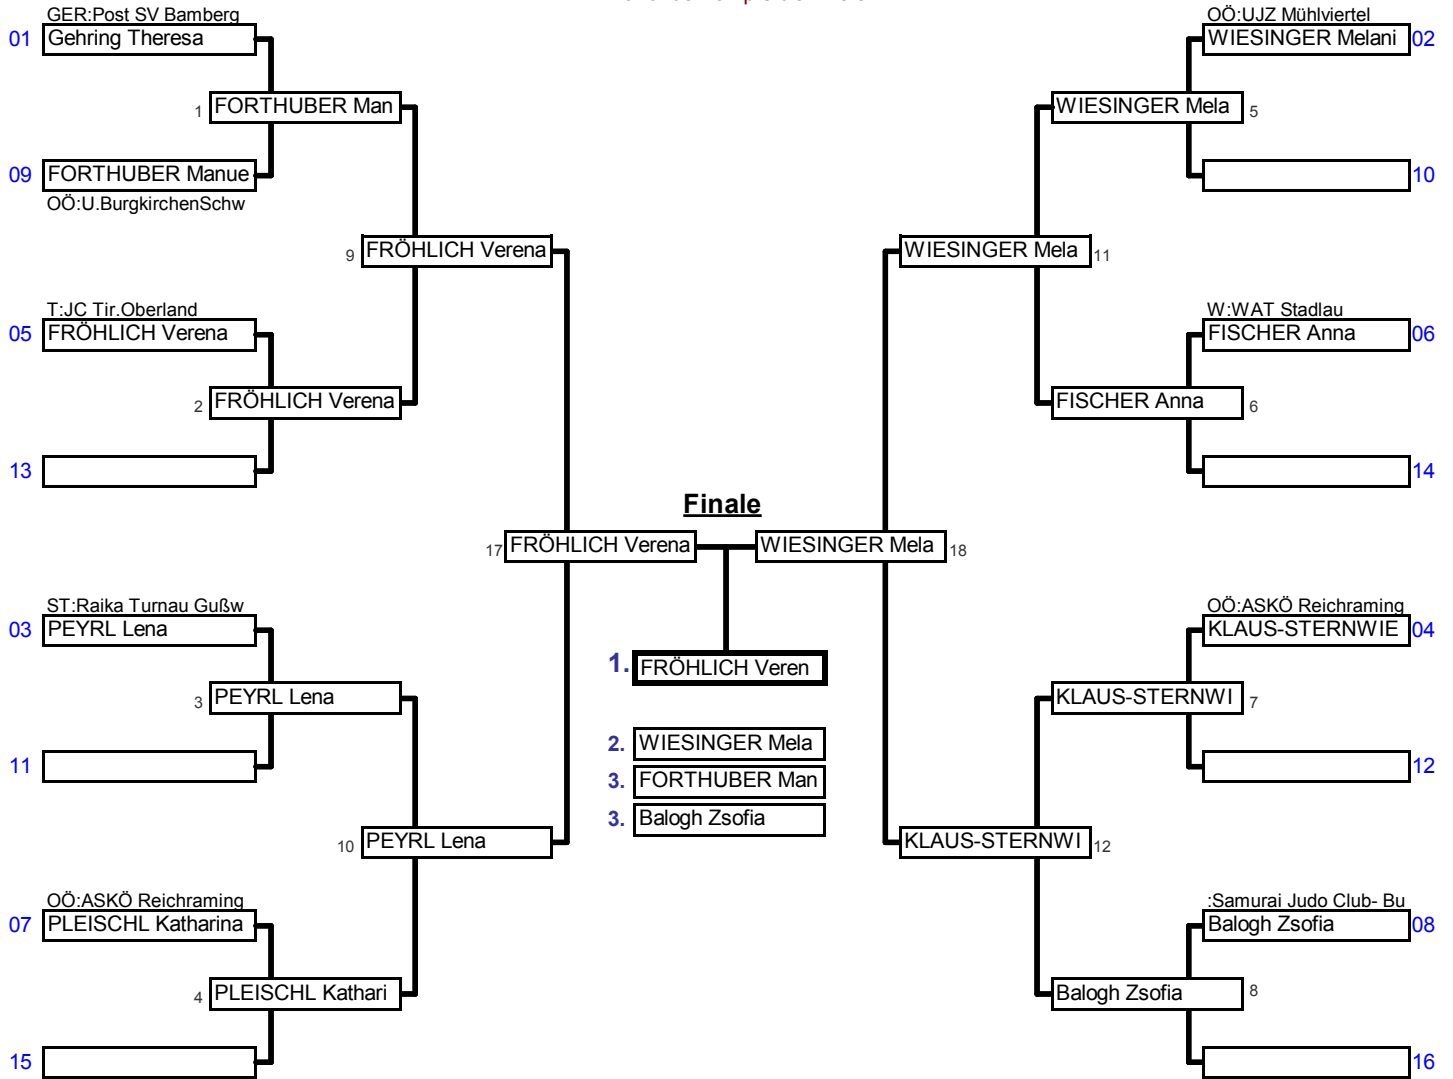 GER:Post SV Bamberg
01 Gehring Theresa
1 FORTHUBER Man
09 FORTHUBER Manue
OÖ:U.BurgkirchenSchw
9 FRÖHLICH Verena
T:JC Tir.Oberland
05 FRÖHLICH Verena
2 FRÖHLICH Verena
13
17 FRÖHLICH Verena
ST:Raika Turnau Gußw
03 PEYRL Lena
3 PEYRL Lena
11
10 PEYRL Lena
OÖ:ASKÖ Reichraming
07 PLEISCHL Katharina
4 PLEISCHL Kathari
15
Finale
1. FRÖHLICH Veren
2. WIESINGER Mela
3. FORTHUBER Man
3. Balogh Zsofia
OÖ:UJZ Mühlviertel
WIESINGER Melani 02
WIESINGER Mela 5
10
WIESINGER Mela 11
W:WAT Stadlau
FISCHER Anna 06
FISCHER Anna 6
14
WIESINGER Mela 18
OÖ:ASKÖ Reichraming
KLAUS-STERNWIE 04
KLAUS-STERNWI 7
12
KLAUS-STERNWI 12
:Samurai Judo Club- Bu
Balogh Zsofia 08
Balogh Zsofia 8
16